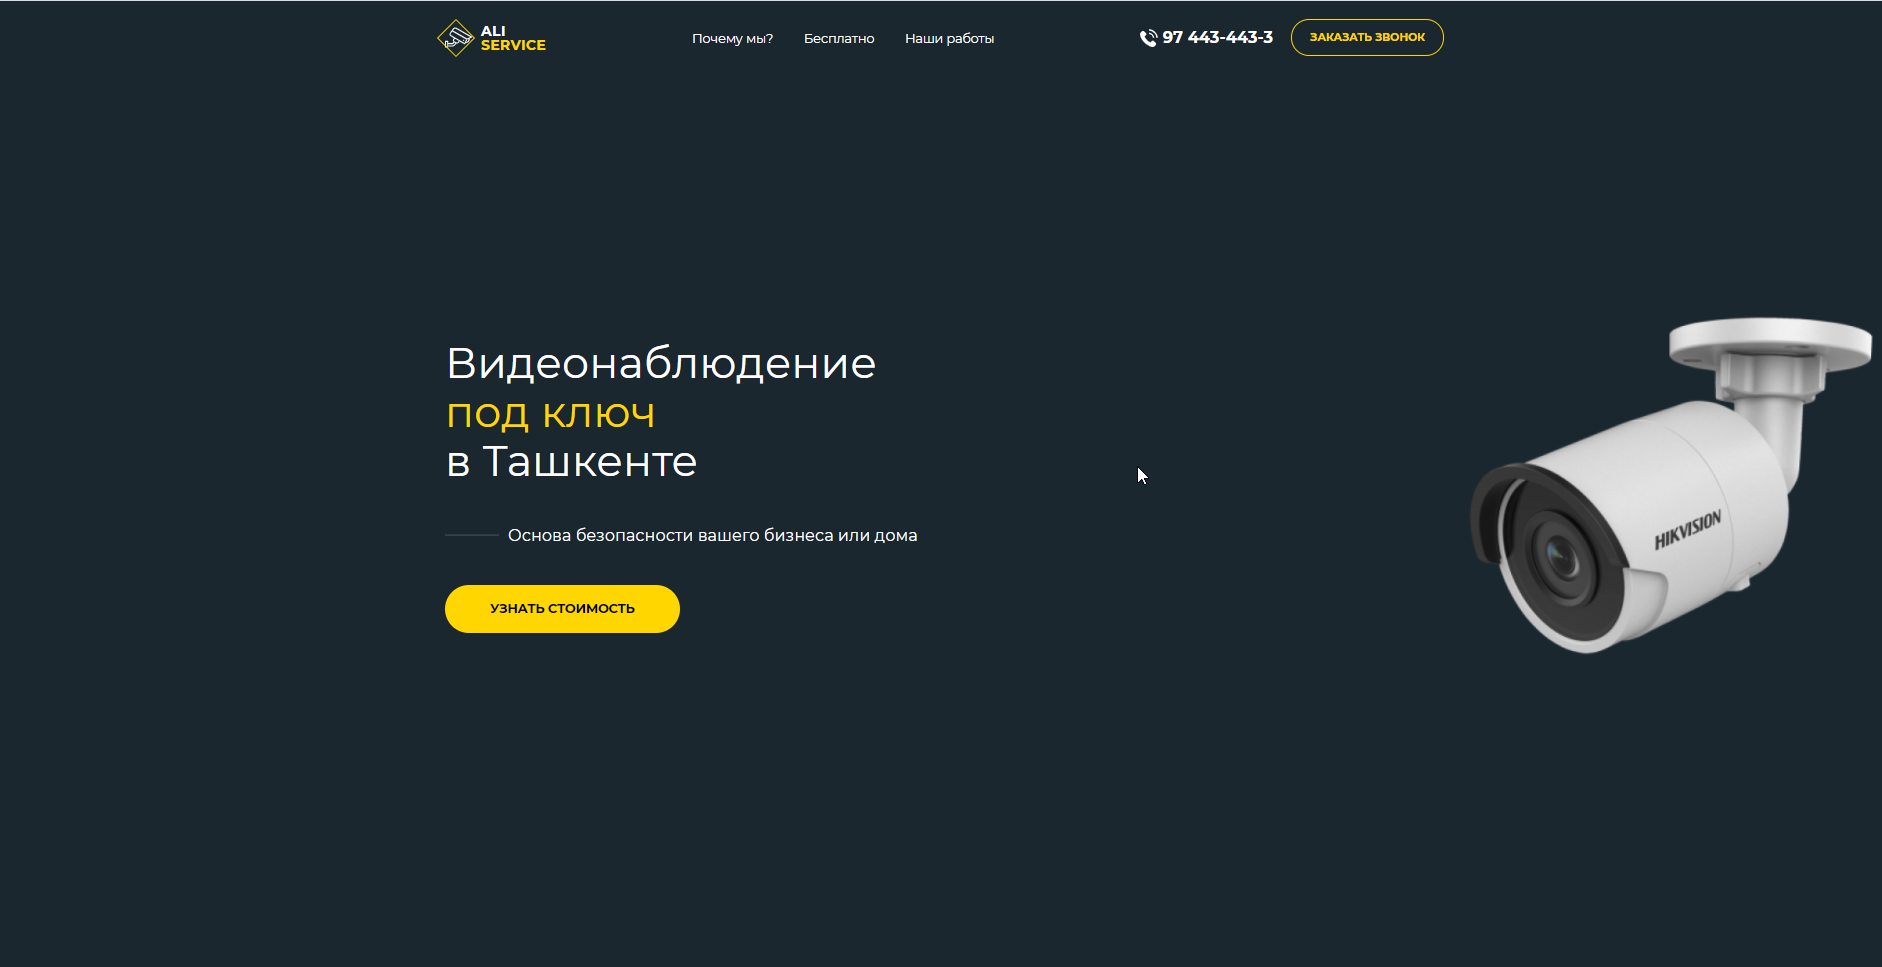 ALI
SERVICE
Почему мы?
Бесплатно
Наши работы
97 443-443-3
ЗАКАЗАТЬ ЗВОНОК
Видеонаблюдение
под ключ
в Ташкенте
Основа безопасности вашего бизнеса или дома
УЗНАТЬ СТОИМОСТЬ
HIKVISION